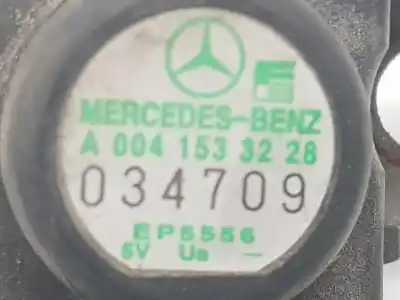 MERCEDES-BENZ
A 004 153 32 28
034709
EP5556
5V Ua -